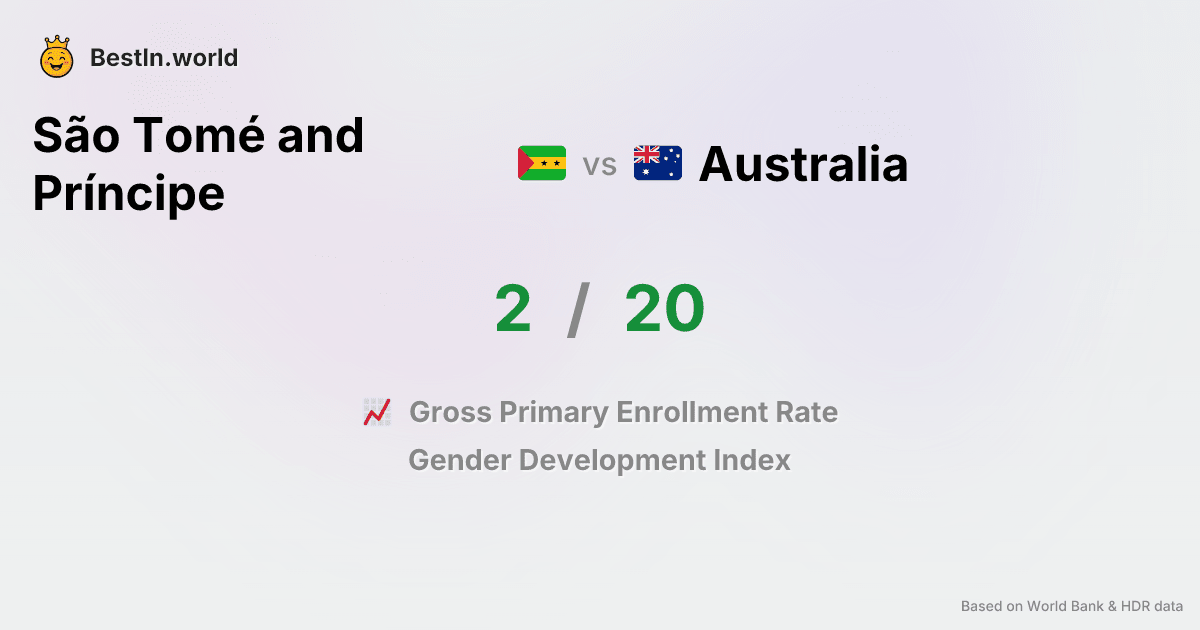 BestIn.world
São Tomé and
Príncipe
vs
Australia
2 / 20
Gross Primary Enrollment Rate
Gender Development Index
Based on World Bank & HDR data